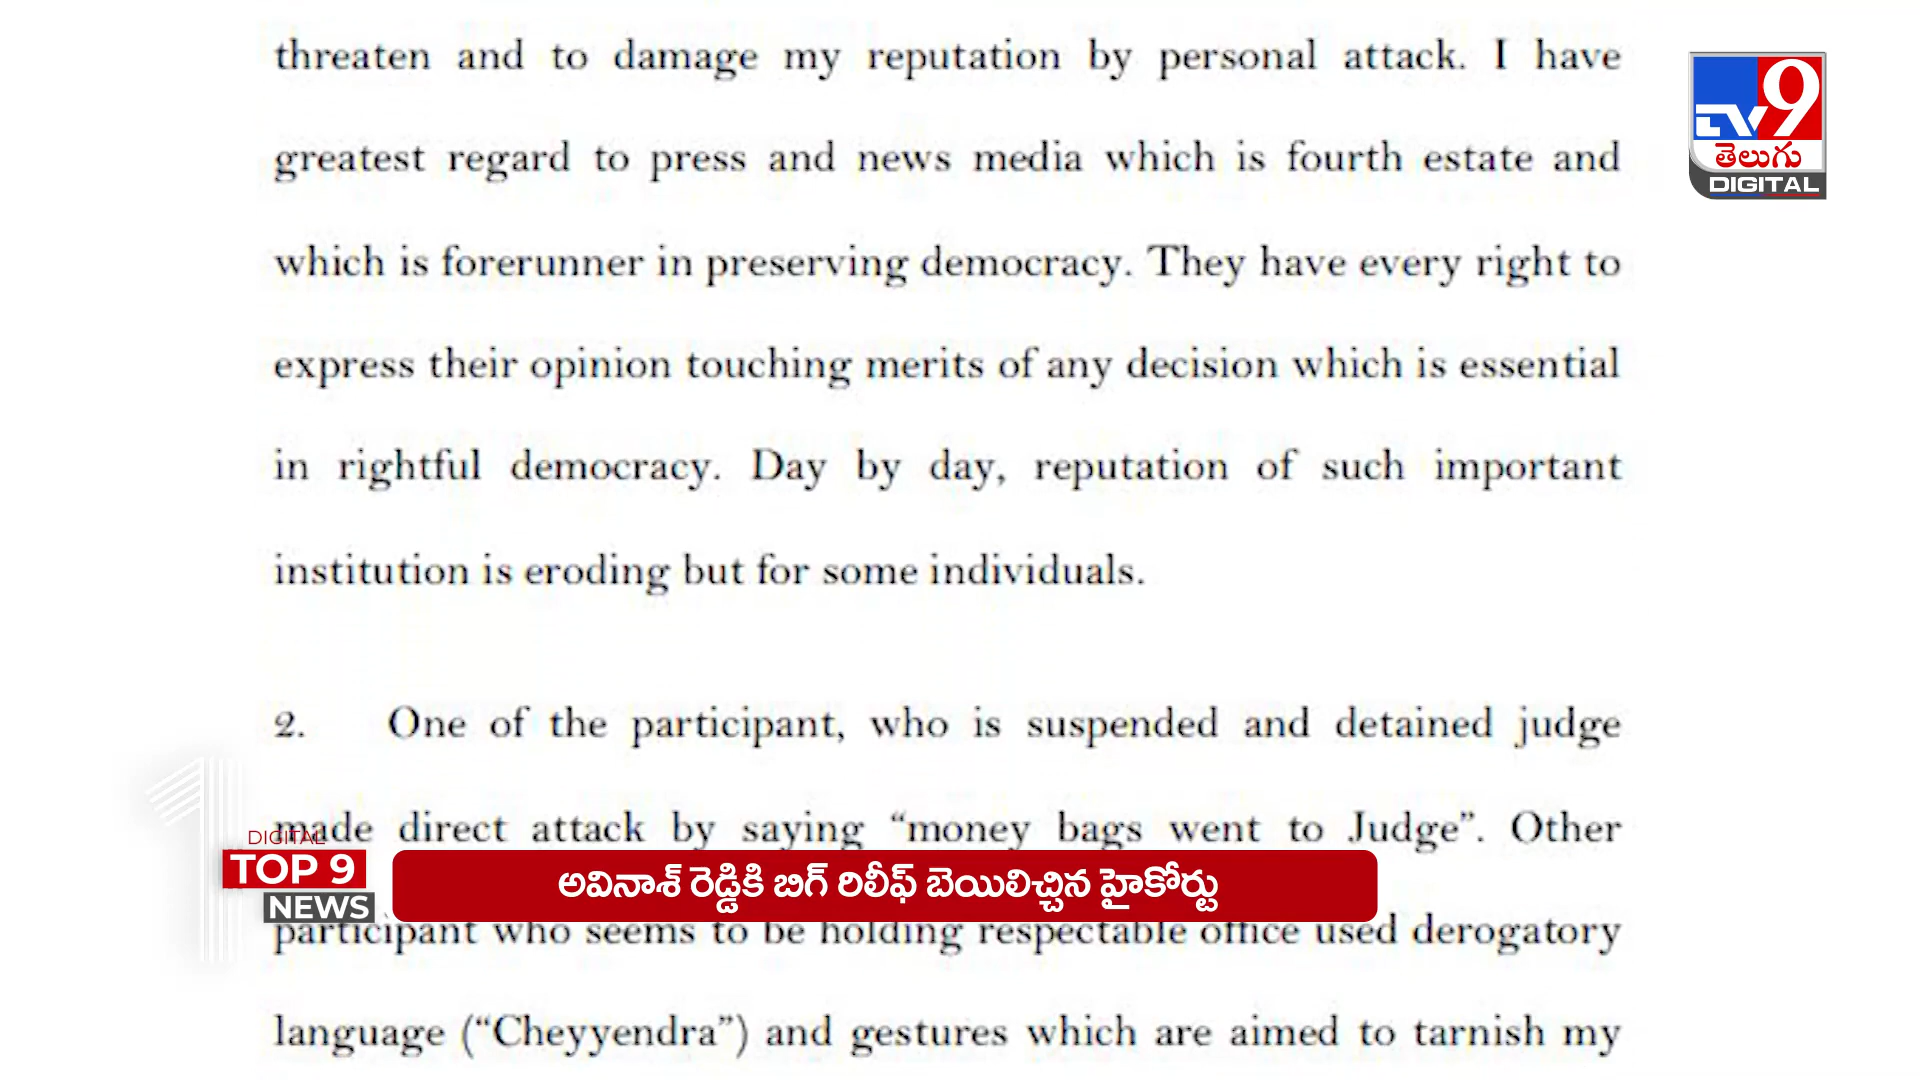 threaten and to damage my reputation by personal attack. I have
greatest regard to press and news media which is fourth estate and
which is forerunner in preserving democracy. They have every right to
express their opinion touching merits of any decision which is essential
in rightful democracy. Day by day, reputation of such important
institution is eroding but for some individuals.
2. One of the participant, who is suspended and detained judge
made direct attack by saying “money bags went to Judge”. Other
participant who seems to be holding respectable office used derogatory
language (“Cheyyendra”) and gestures which are aimed to tarnish my
TV9
తెలుగు
DIGITAL
1
DIGITAL
TOP 9
NEWS
అవినాశ్ రెడ్డికి బిగ్ రిలీఫ్ బెయిలిచ్చిన హైకోర్టు